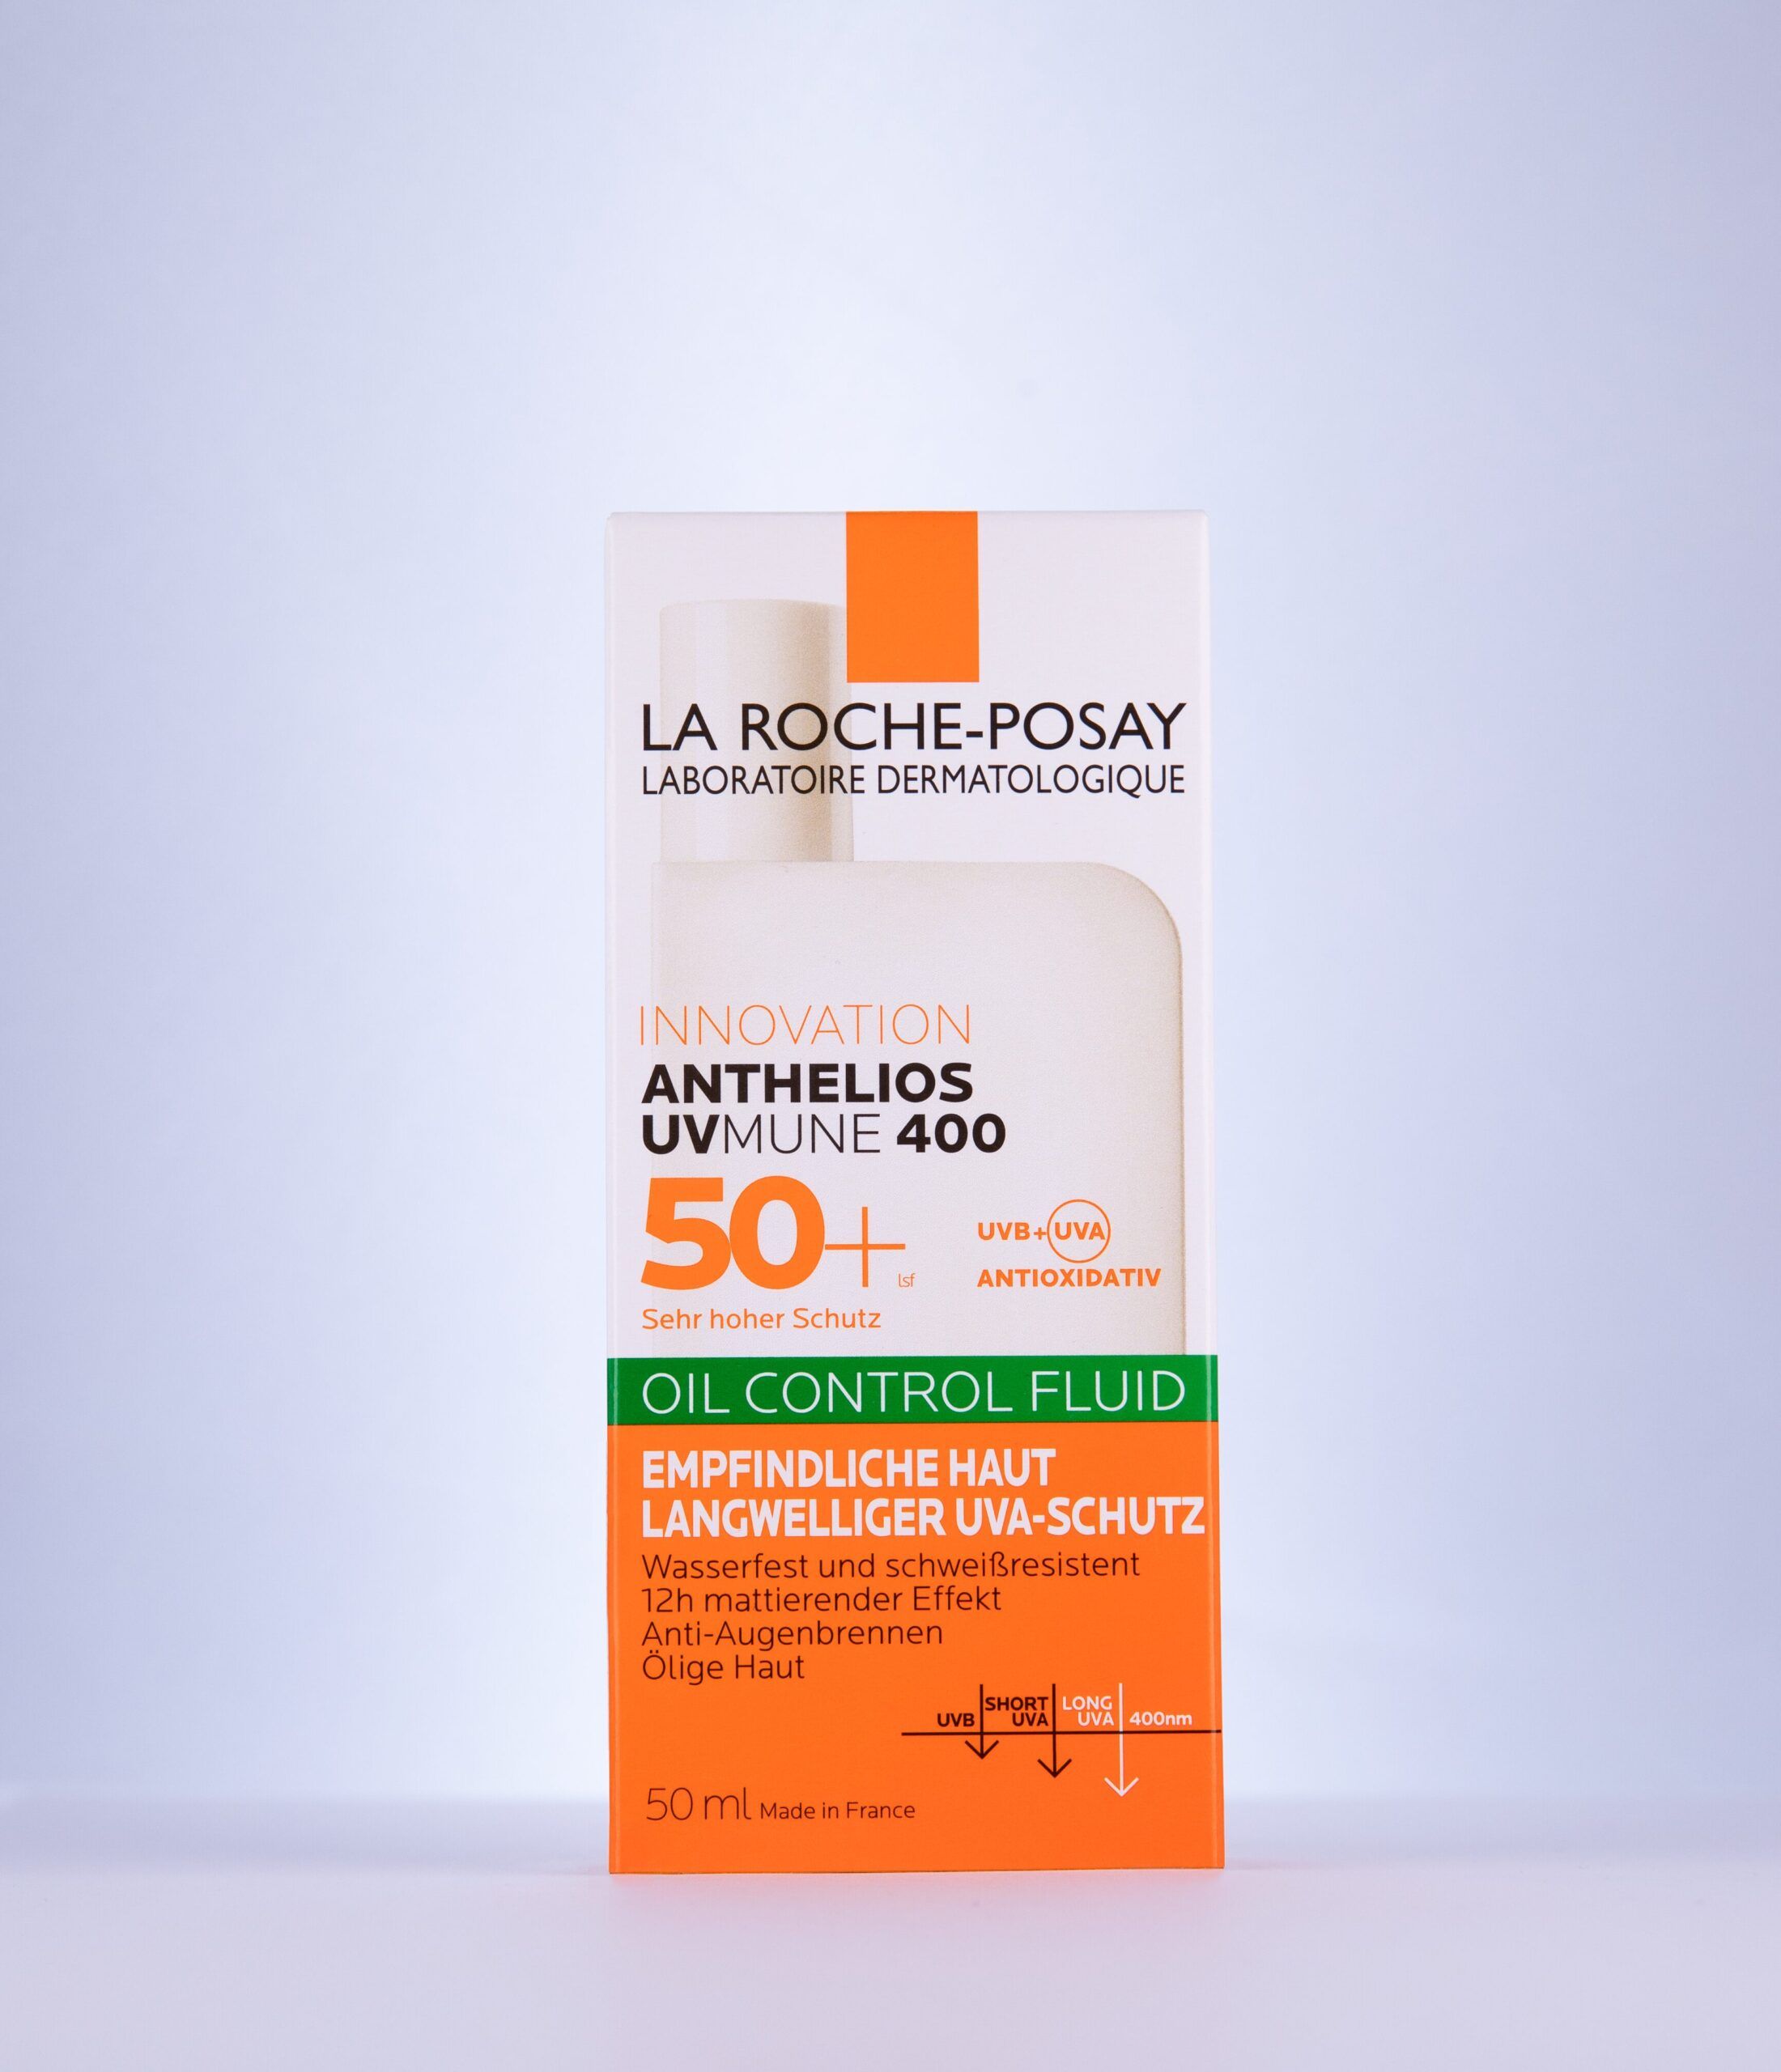 LA ROCHE-POSAY
LABORATOIRE DERMATOLOGIQUE
INNOVATION
ANTHELIOS
UVMUNE 400
50+ lsf
Sehr hoher Schutz
UVB+UVA
ANTIOXIDATIV
OIL CONTROL FLUID
EMPFINDLICHE HAUT
LANGWELLIGER UVA-SCHUTZ
Wasserfest und schweißresistent
12h mattierender Effekt
Anti-Augenbrennen
Ölige Haut
UVB
SHORT
UVA
LONG
UVA
400nm
50 ml Made in France